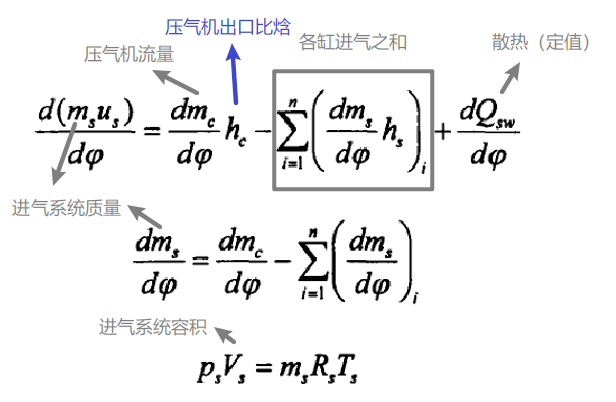 压气机出口比焓
压气机流量
各缸进气之和
散热（定值）
d(m_s u_s)/dφ = dm_c/dφ h_c − ∑_{i=1}^{n} (dm_s/dφ h_s)_i + dQ_sw/dφ
进气系统质量
dm_s/dφ = dm_c/dφ − ∑_{i=1}^{n} (dm_s/dφ)_i
进气系统容积
p_s V_s = m_s R_s T_s